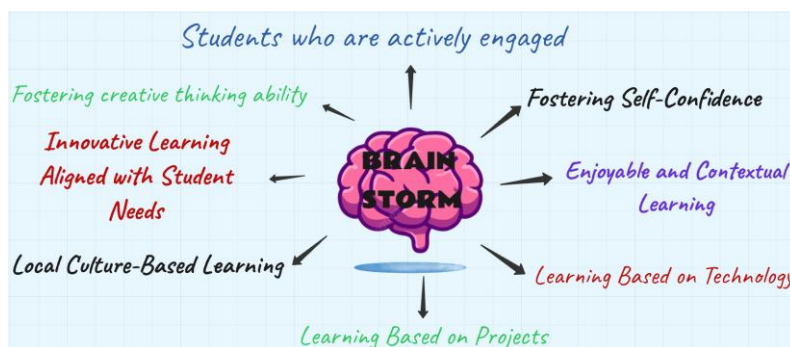 Students who are actively engaged
Fostering creative thinking ability
Fostering Self-Confidence
Innovative Learning
Aligned with Student
Needs
BRAIN
STORM
Enjoyable and Contextual
Learning
Local Culture-Based Learning
Learning Based on Technology
Learning Based on Projects